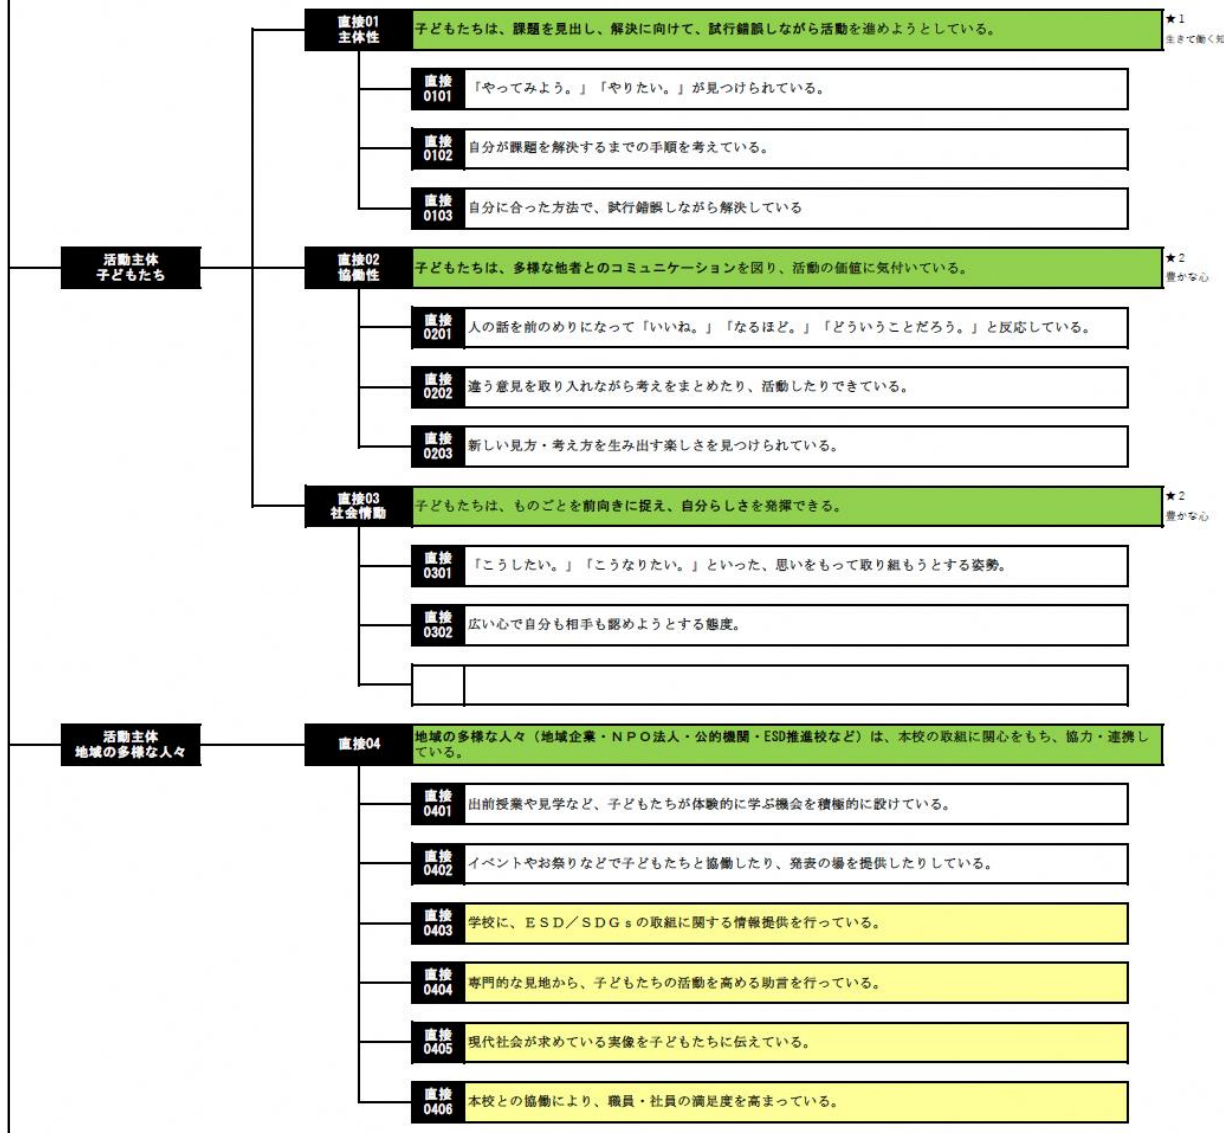 直接01
主体性
子どもたちは、課題を見出し、解決に向けて、試行錯誤しながら活動を進めようとしている。
★1
生きて働く知
直接
0101
「やってみよう。」「やりたい。」が見つけられている。
直接
0102
自分が課題を解決するまでの手順を考えている。
直接
0103
自分に合った方法で、試行錯誤しながら解決している
活動主体
子どもたち
直接02
協働性
子どもたちは、多様な他者とのコミュニケーションを図り、活動の価値に気付いている。
★2
豊かな心
直接
0201
人の話を前のめりになって「いいね。」「なるほど。」「どういうことだろう。」と反応している。
直接
0202
違う意見を取り入れながら考えをまとめたり、活動したりできている。
直接
0203
新しい見方・考え方を生み出す楽しさを見つけられている。
直接03
社会情動
子どもたちは、ものごとを前向きに捉え、自分らしさを発揮できる。
★2
豊かな心
直接
0301
「こうしたい。」「こうなりたい。」といった、思いをもって取り組もうとする姿勢。
直接
0302
広い心で自分も相手も認めようとする態度。
活動主体
地域の多様な人々
直接04
地域の多様な人々（地域企業・ＮＰＯ法人・公的機関・ESD推進校など）は、本校の取組に関心をもち、協力・連携し
ている。
直接
0401
出前授業や見学など、子どもたちが体験的に学ぶ機会を積極的に設けている。
直接
0402
イベントやお祭りなどで子どもたちと協働したり、発表の場を提供したりしている。
直接
0403
学校に、ＥＳＤ／ＳＤＧｓの取組に関する情報提供を行っている。
直接
0404
専門的な見地から、子どもたちの活動を高める助言を行っている。
直接
0405
現代社会が求めている実像を子どもたちに伝えている。
直接
0406
本校との協働により、職員・社員の満足度を高まっている。